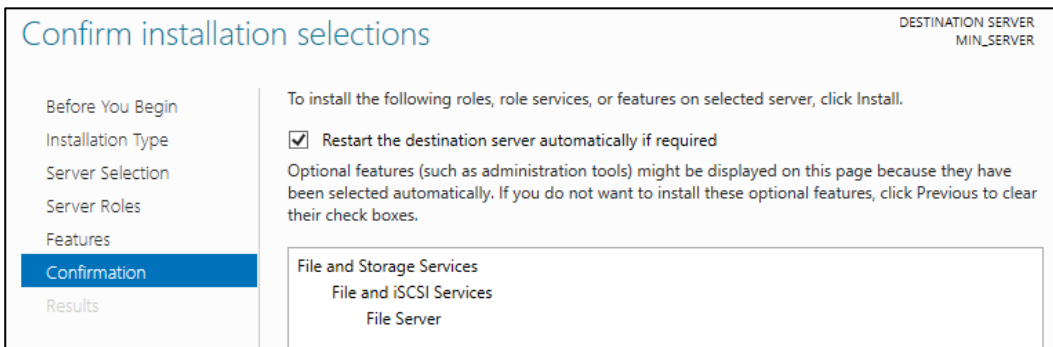 Confirm installation selections
DESTINATION SERVER
MIN_SERVER
Before You Begin
Installation Type
Server Selection
Server Roles
Features
Confirmation
Results
To install the following roles, role services, or features on selected server, click Install.
Restart the destination server automatically if required
Optional features (such as administration tools) might be displayed on this page because they have
been selected automatically. If you do not want to install these optional features, click Previous to clear
their check boxes.
File and Storage Services
File and iSCSI Services
File Server